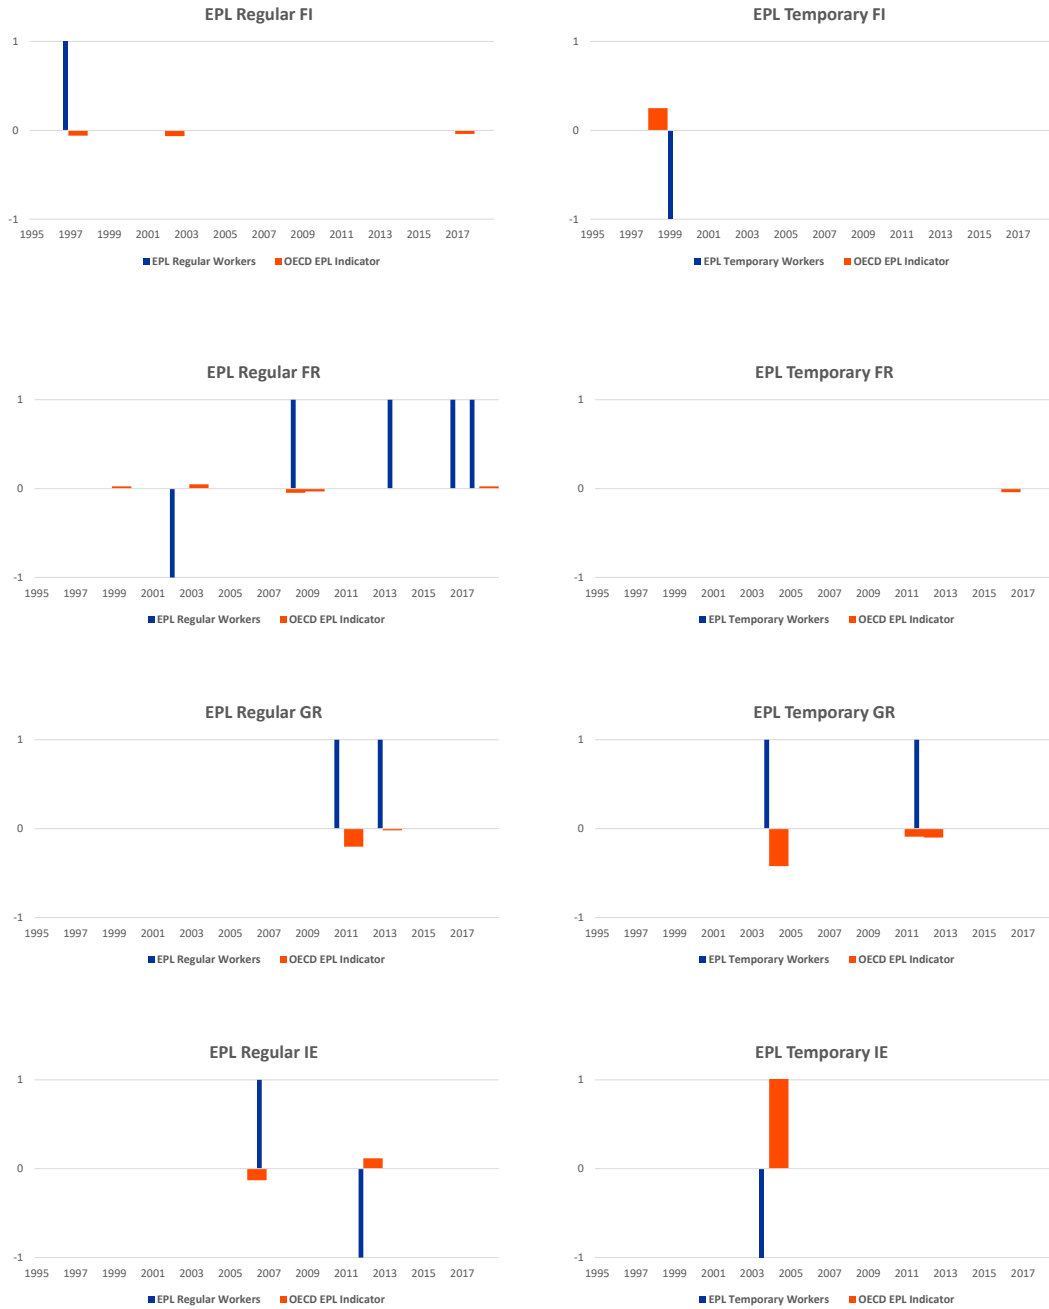 EPL Regular FI
1
0
-1
1995 1997 1999 2001 2003 2005 2007 2009 2011 2013 2015 2017
EPL Regular Workers OECD EPL Indicator
EPL Temporary FI
1
0
-1
1995 1997 1999 2001 2003 2005 2007 2009 2011 2013 2015 2017
EPL Temporary Workers OECD EPL Indicator
EPL Regular FR
1
0
-1
1995 1997 1999 2001 2003 2005 2007 2009 2011 2013 2015 2017
EPL Regular Workers OECD EPL Indicator
EPL Temporary FR
1
0
-1
1995 1997 1999 2001 2003 2005 2007 2009 2011 2013 2015 2017
EPL Temporary Workers OECD EPL Indicator
EPL Regular GR
1
0
-1
1995 1997 1999 2001 2003 2005 2007 2009 2011 2013 2015 2017
EPL Regular Workers OECD EPL Indicator
EPL Temporary GR
1
0
-1
1995 1997 1999 2001 2003 2005 2007 2009 2011 2013 2015 2017
EPL Temporary Workers OECD EPL Indicator
EPL Regular IE
1
0
-1
1995 1997 1999 2001 2003 2005 2007 2009 2011 2013 2015 2017
EPL Regular Workers OECD EPL Indicator
EPL Temporary IE
1
0
-1
1995 1997 1999 2001 2003 2005 2007 2009 2011 2013 2015 2017
EPL Temporary Workers OECD EPL Indicator